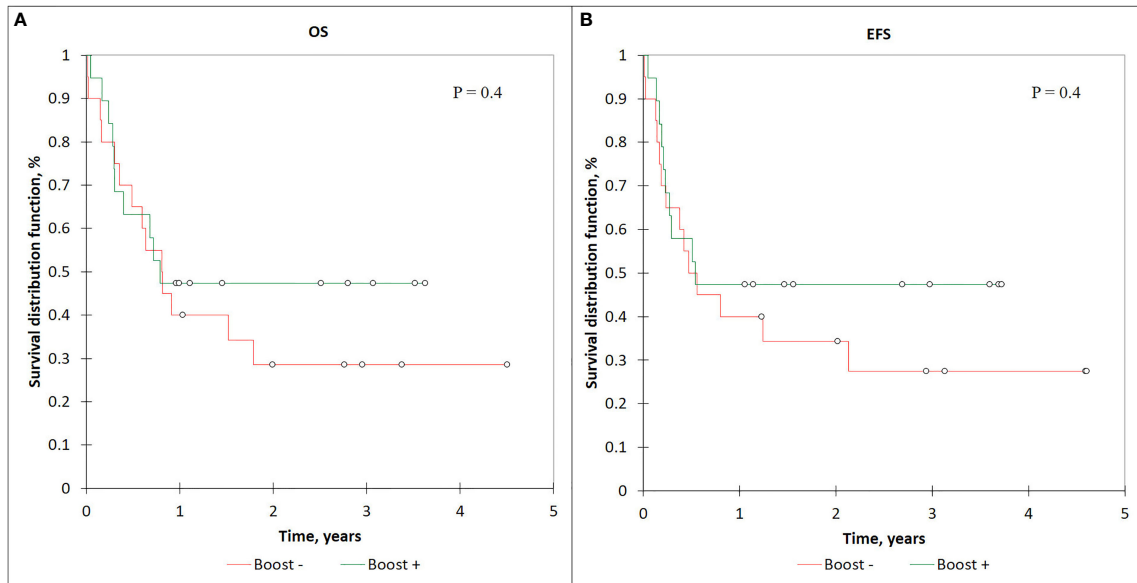 A
OS
P = 0.4
Survival distribution function, %
1
0.9
0.8
0.7
0.6
0.5
0.4
0.3
0.2
0.1
0
0 1 2 3 4 5
Time, years
Boost - Boost +
B
EFS
P = 0.4
Survival distribution function, %
1
0.9
0.8
0.7
0.6
0.5
0.4
0.3
0.2
0.1
0
0 1 2 3 4 5
Time, years
Boost - Boost +